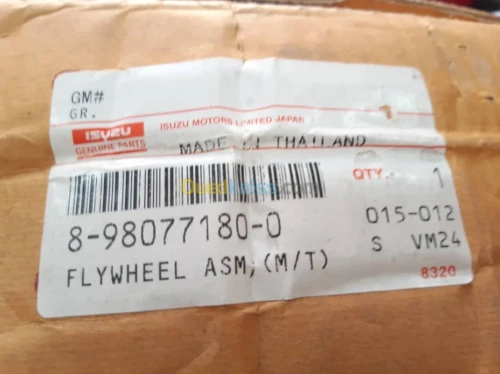 GM#
GR.
ISUZU
GENUINE PARTS
ISUZU MOTORS LIMITED JAPAN
MADE IN THAILAND
QTY. 1
8-98077180-0
015-012
S VM24
FLYWHEEL ASM;(M/T)
8320